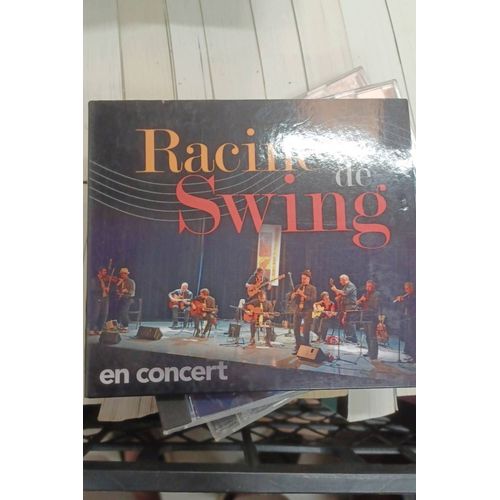 Racine de
Swing
en concert